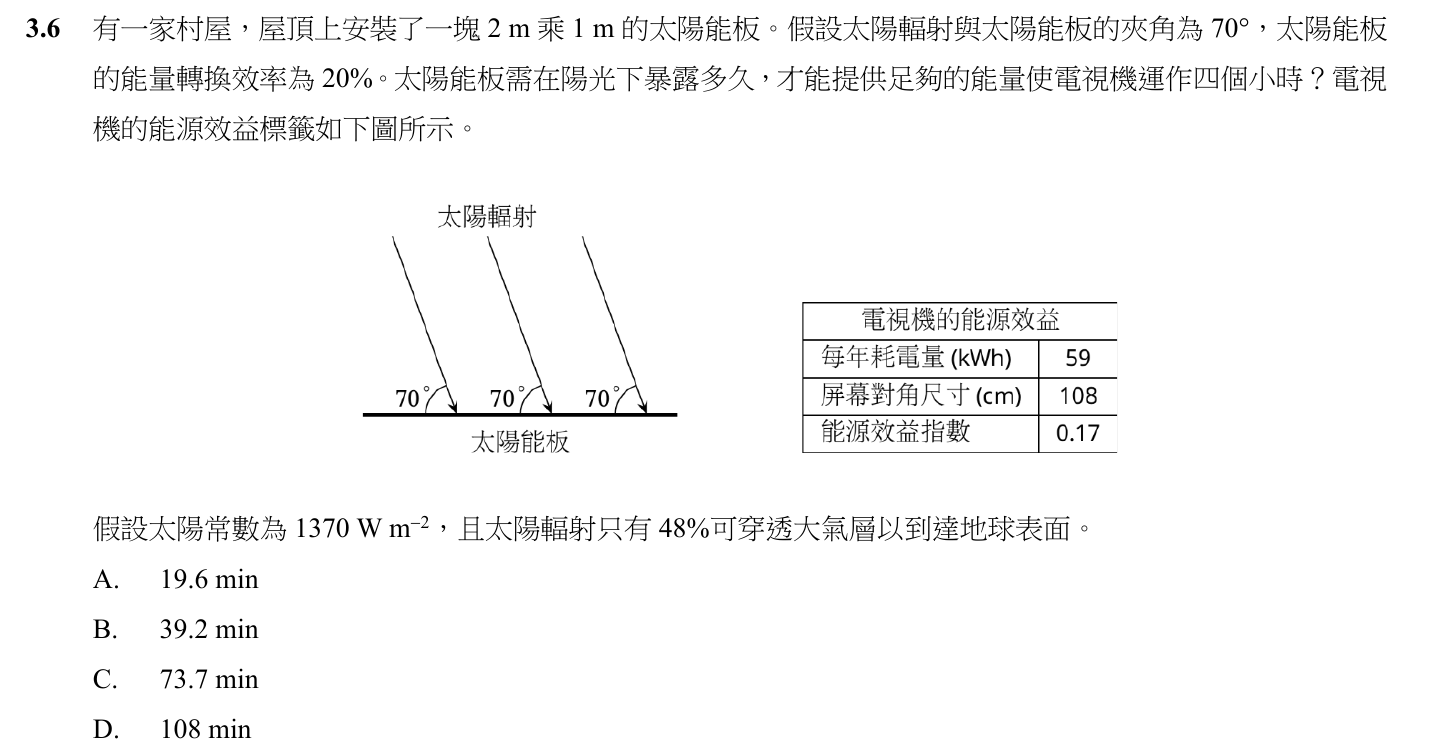 3.6 有一家村屋，屋頂上安裝了一塊 2 m 乘 1 m 的太陽能板。假設太陽輻射與太陽能板的夾角為 70°，太陽能板
的能量轉換效率為 20%。太陽能板需在陽光下暴露多久，才能提供足夠的能量使電視機運作四個小時？電視
機的能源效益標籤如下圖所示。
太陽輻射
70° 70° 70°
太陽能板
電視機的能源效益
每年耗電量 (kWh) 59
屏幕對角尺寸 (cm) 108
能源效益指數 0.17
假設太陽常數為 1370 W m⁻²，且太陽輻射只有 48%可穿透大氣層以到達地球表面。
A. 19.6 min
B. 39.2 min
C. 73.7 min
D. 108 min